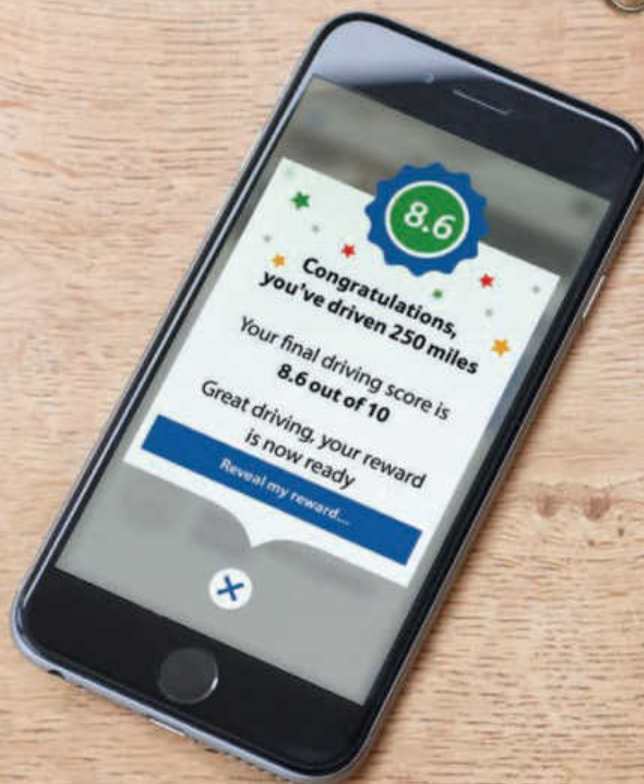 8.6
Congratulations,
you've driven 250 miles
Your final driving score is
8.6 out of 10
Great driving, your reward
is now ready
Reveal my reward...